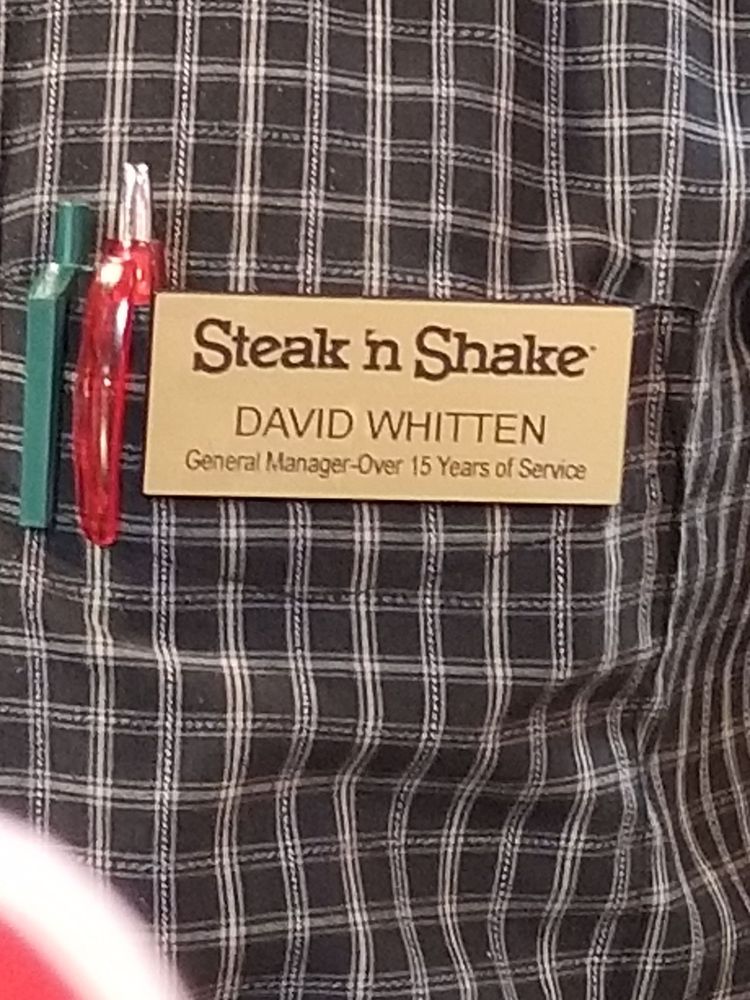 Steak 'n Shake
DAVID WHITTEN
General Manager-Over 15 Years of Service